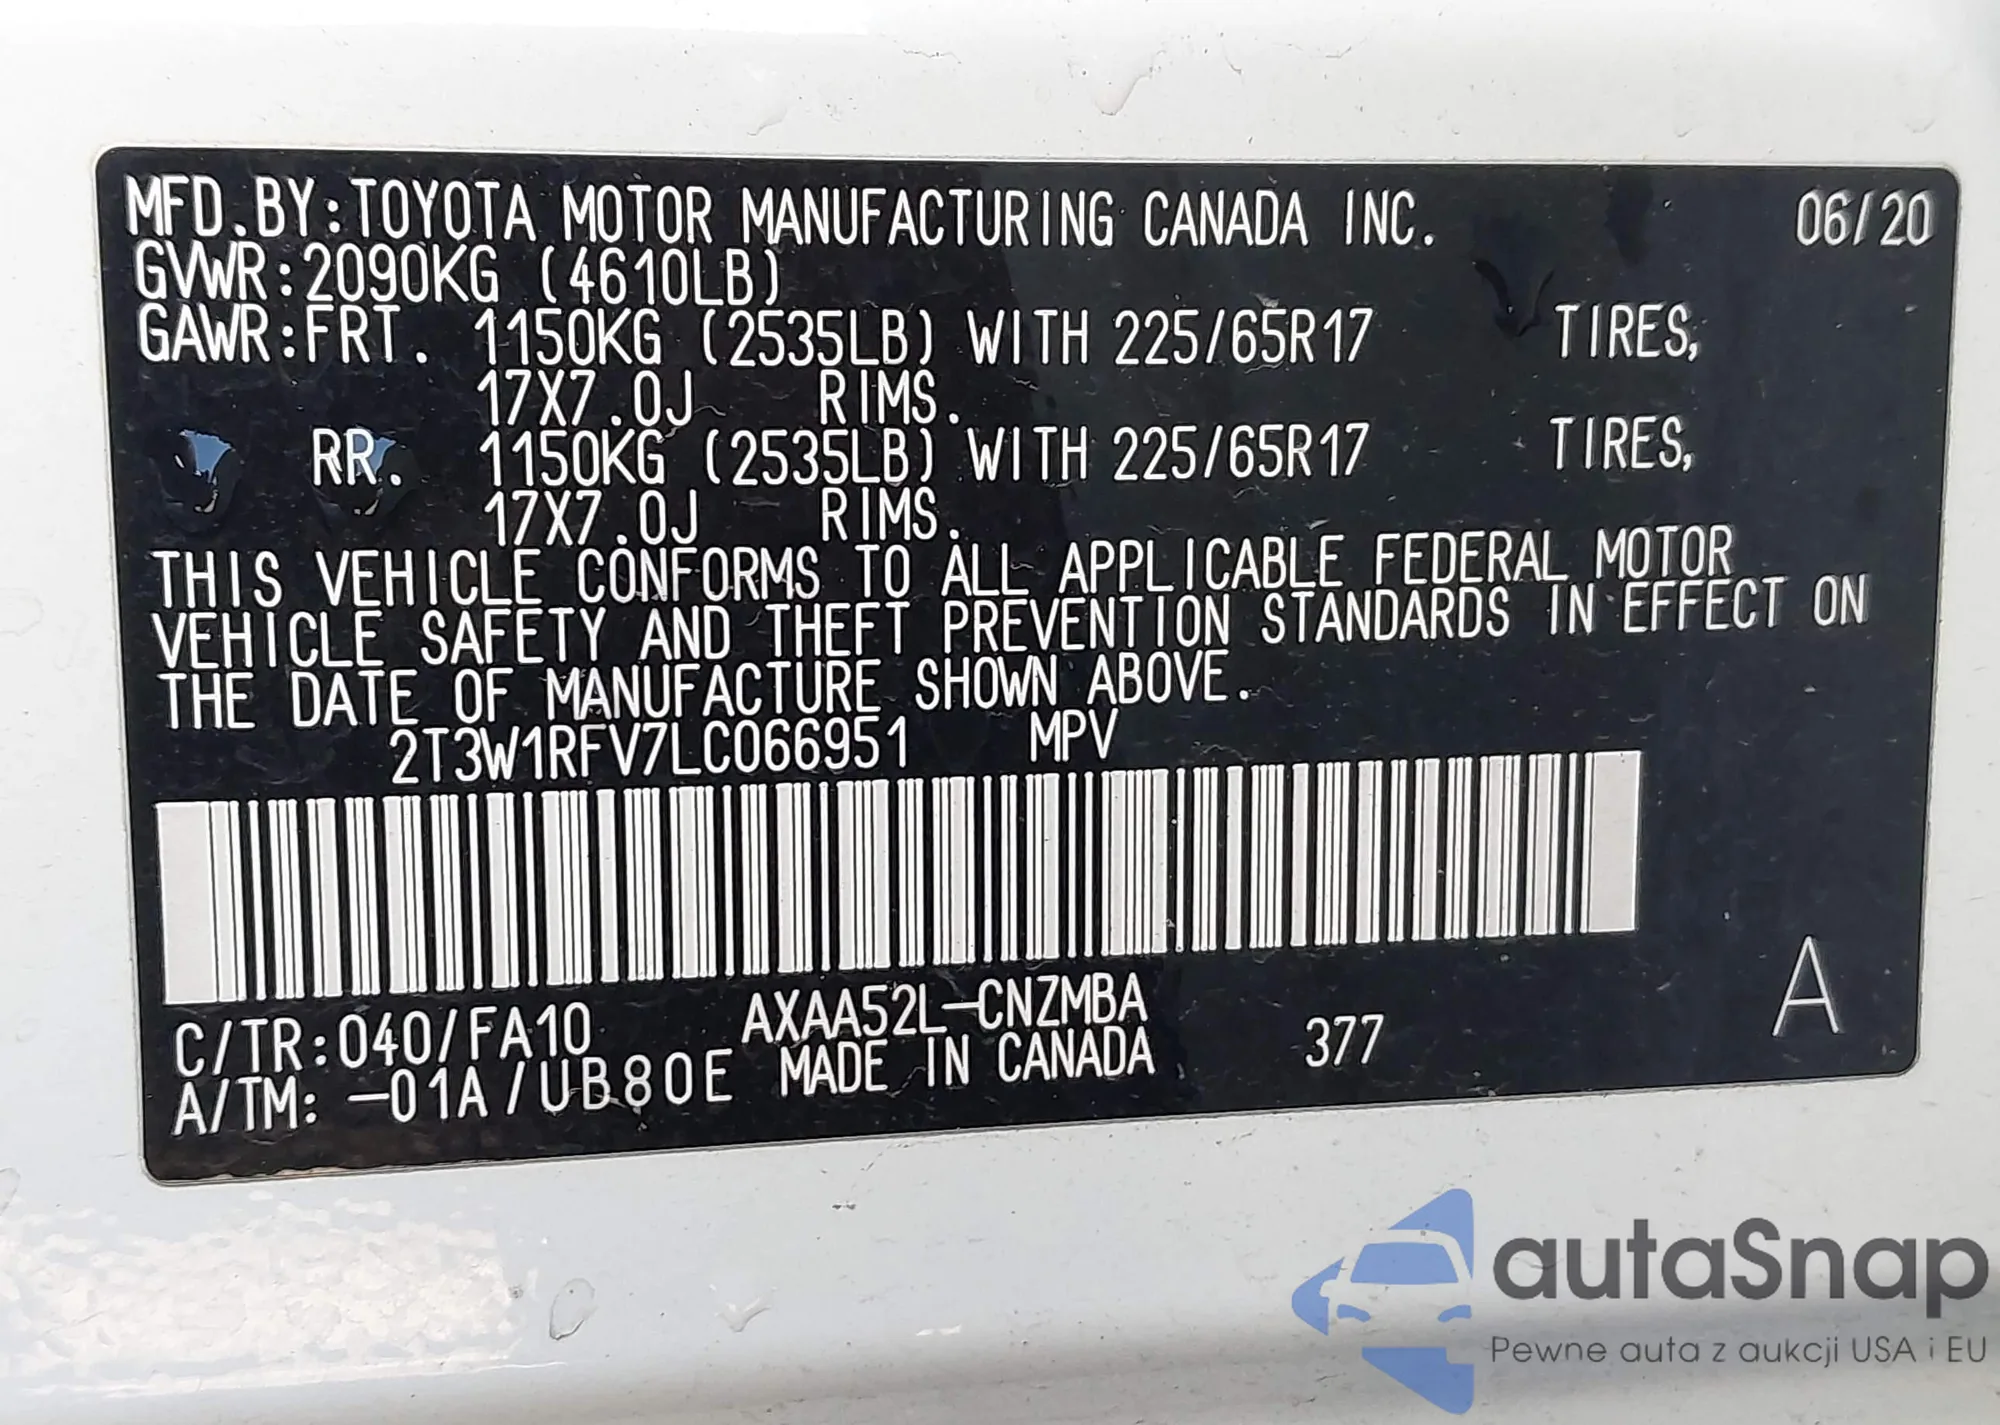 MFD.BY:TOYOTA MOTOR MANUFACTURING CANADA INC. 06/20
GVWR:2090KG (4610LB)
GAWR:FRT. 1150KG (2535LB) WITH 225/65R17 TIRES,
17X7.0J RIMS.
RR. 1150KG (2535LB) WITH 225/65R17 TIRES,
17X7.0J RIMS.
THIS VEHICLE CONFORMS TO ALL APPLICABLE FEDERAL MOTOR
VEHICLE SAFETY AND THEFT PREVENTION STANDARDS IN EFFECT ON
THE DATE OF MANUFACTURE SHOWN ABOVE.
2T3W1RFV7LC066951 MPV
C/TR:040/FA10 AXAA52L-CNZMBA
A/TM: -01A/UB80E MADE IN CANADA 377 A
autaSnap
Pewne auta z aukcji USA i EU